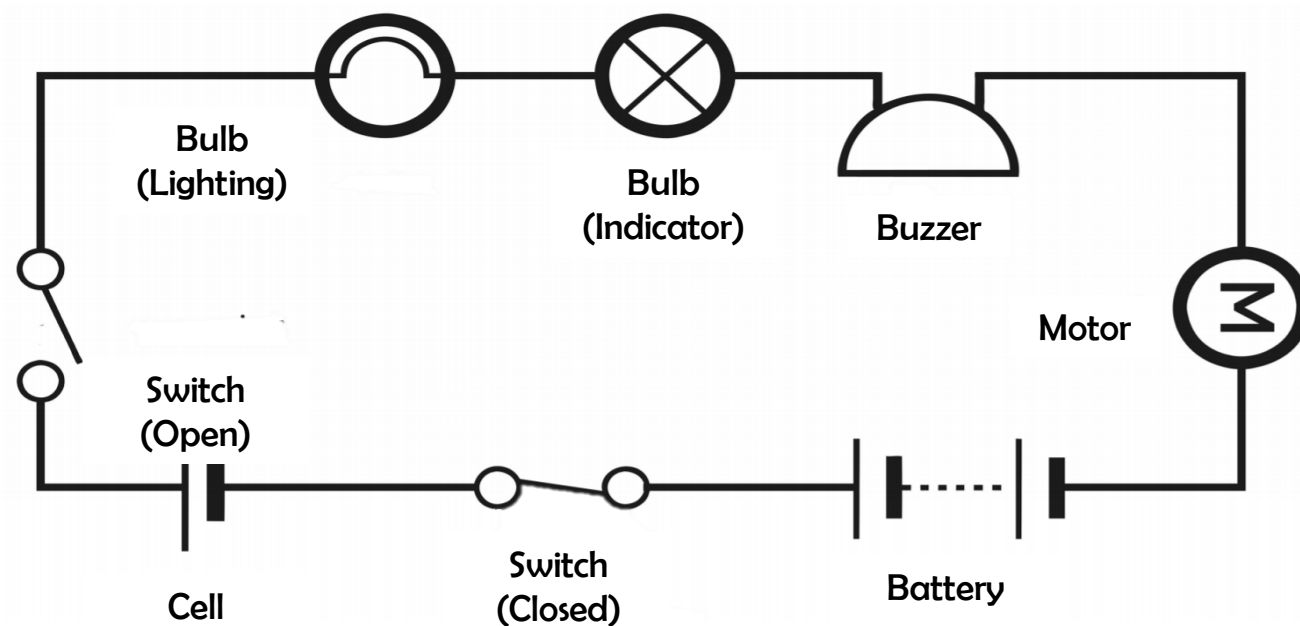 Bulb
(Lighting)
Bulb
(Indicator)
Buzzer
M
Motor
Switch
(Open)
Cell
Switch
(Closed)
Battery